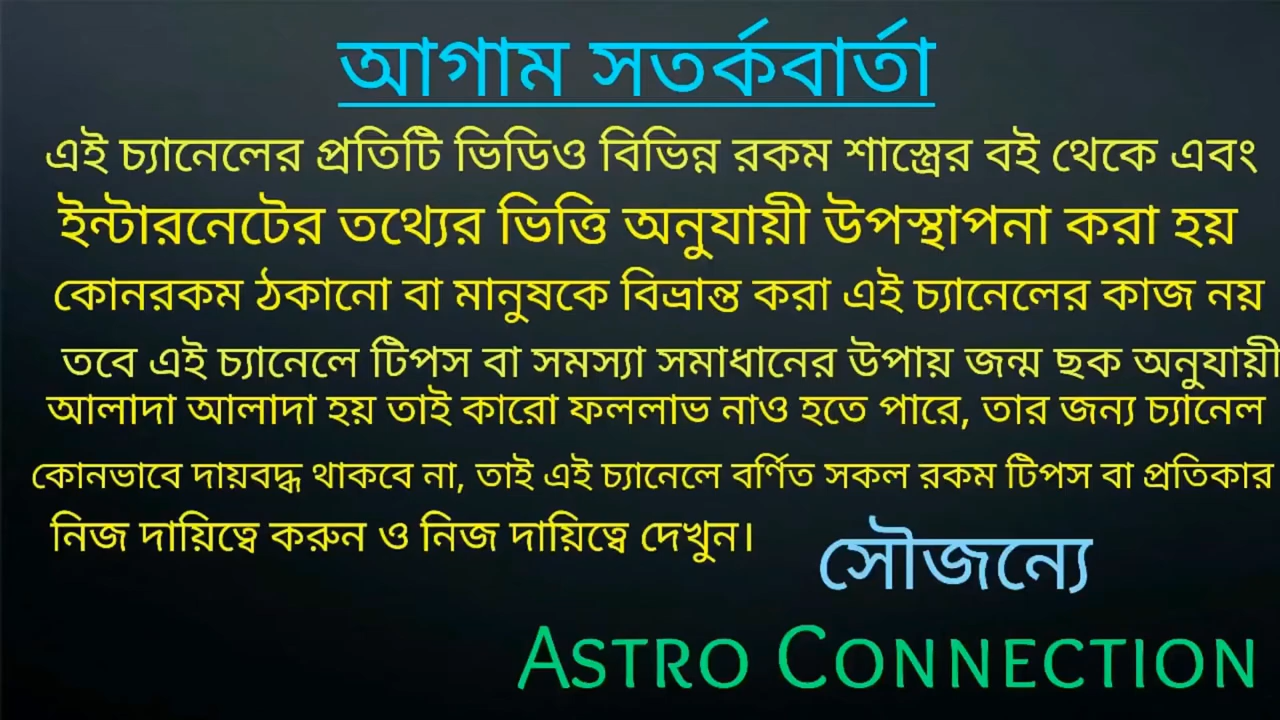 আগাম সতর্কবার্তা
এই চ্যানেলের প্রতিটি ভিডিও বিভিন্ন রকম শাস্ত্রের বই থেকে এবং
ইন্টারনেটের তথ্যের ভিত্তি অনুযায়ী উপস্থাপনা করা হয়
কোনরকম ঠকানো বা মানুষকে বিভ্রান্ত করা এই চ্যানেলের কাজ নয়
তবে এই চ্যানেলে টিপস বা সমস্যা সমাধানের উপায় জন্ম ছক অনুযায়ী
আলাদা আলাদা হয় তাই কারো ফললাভ নাও হতে পারে, তার জন্য চ্যানেল
কোনভাবে দায়বদ্ধ থাকবে না, তাই এই চ্যানেলে বর্ণিত সকল রকম টিপস বা প্রতিকার
নিজ দায়িত্বে করুন ও নিজ দায়িত্বে দেখুন।
সৌজন্যে
ASTRO CONNECTION